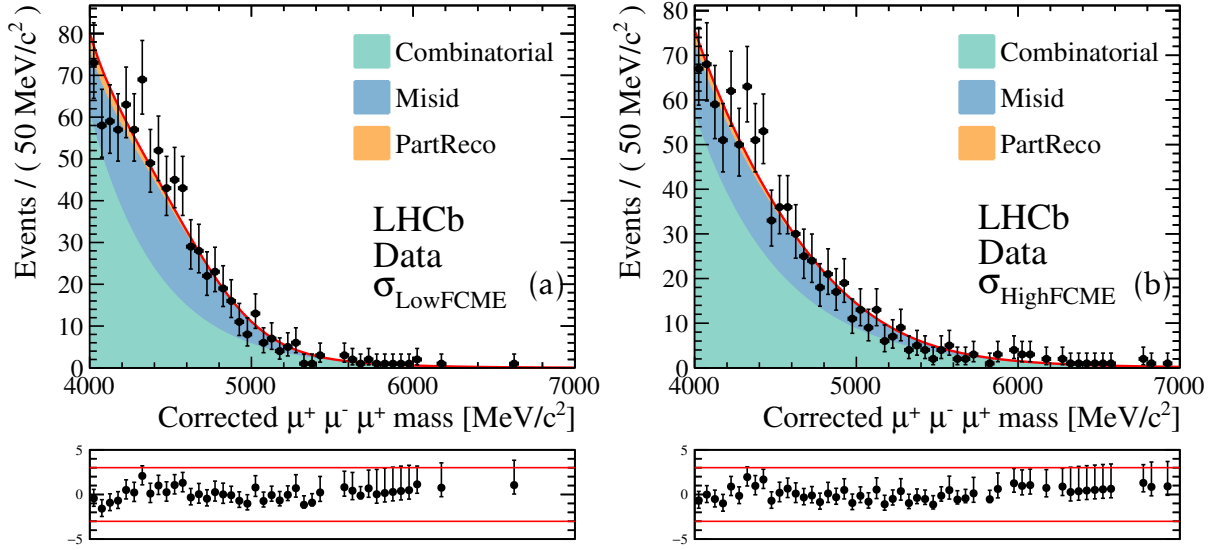 80
70
60
50
40
30
20
10
0
Events / ( 50 MeV/c²)
Combinatorial
Misid
PartReco
LHCb
Data
σLowFCME (a)
4000 5000 6000 7000
Corrected μ⁺ μ⁻ μ⁺ mass [MeV/c²]
5
0
−5
80
70
60
50
40
30
20
10
0
Events / ( 50 MeV/c²)
Combinatorial
Misid
PartReco
LHCb
Data
σHighFCME (b)
4000 5000 6000 7000
Corrected μ⁺ μ⁻ μ⁺ mass [MeV/c²]
5
0
−5